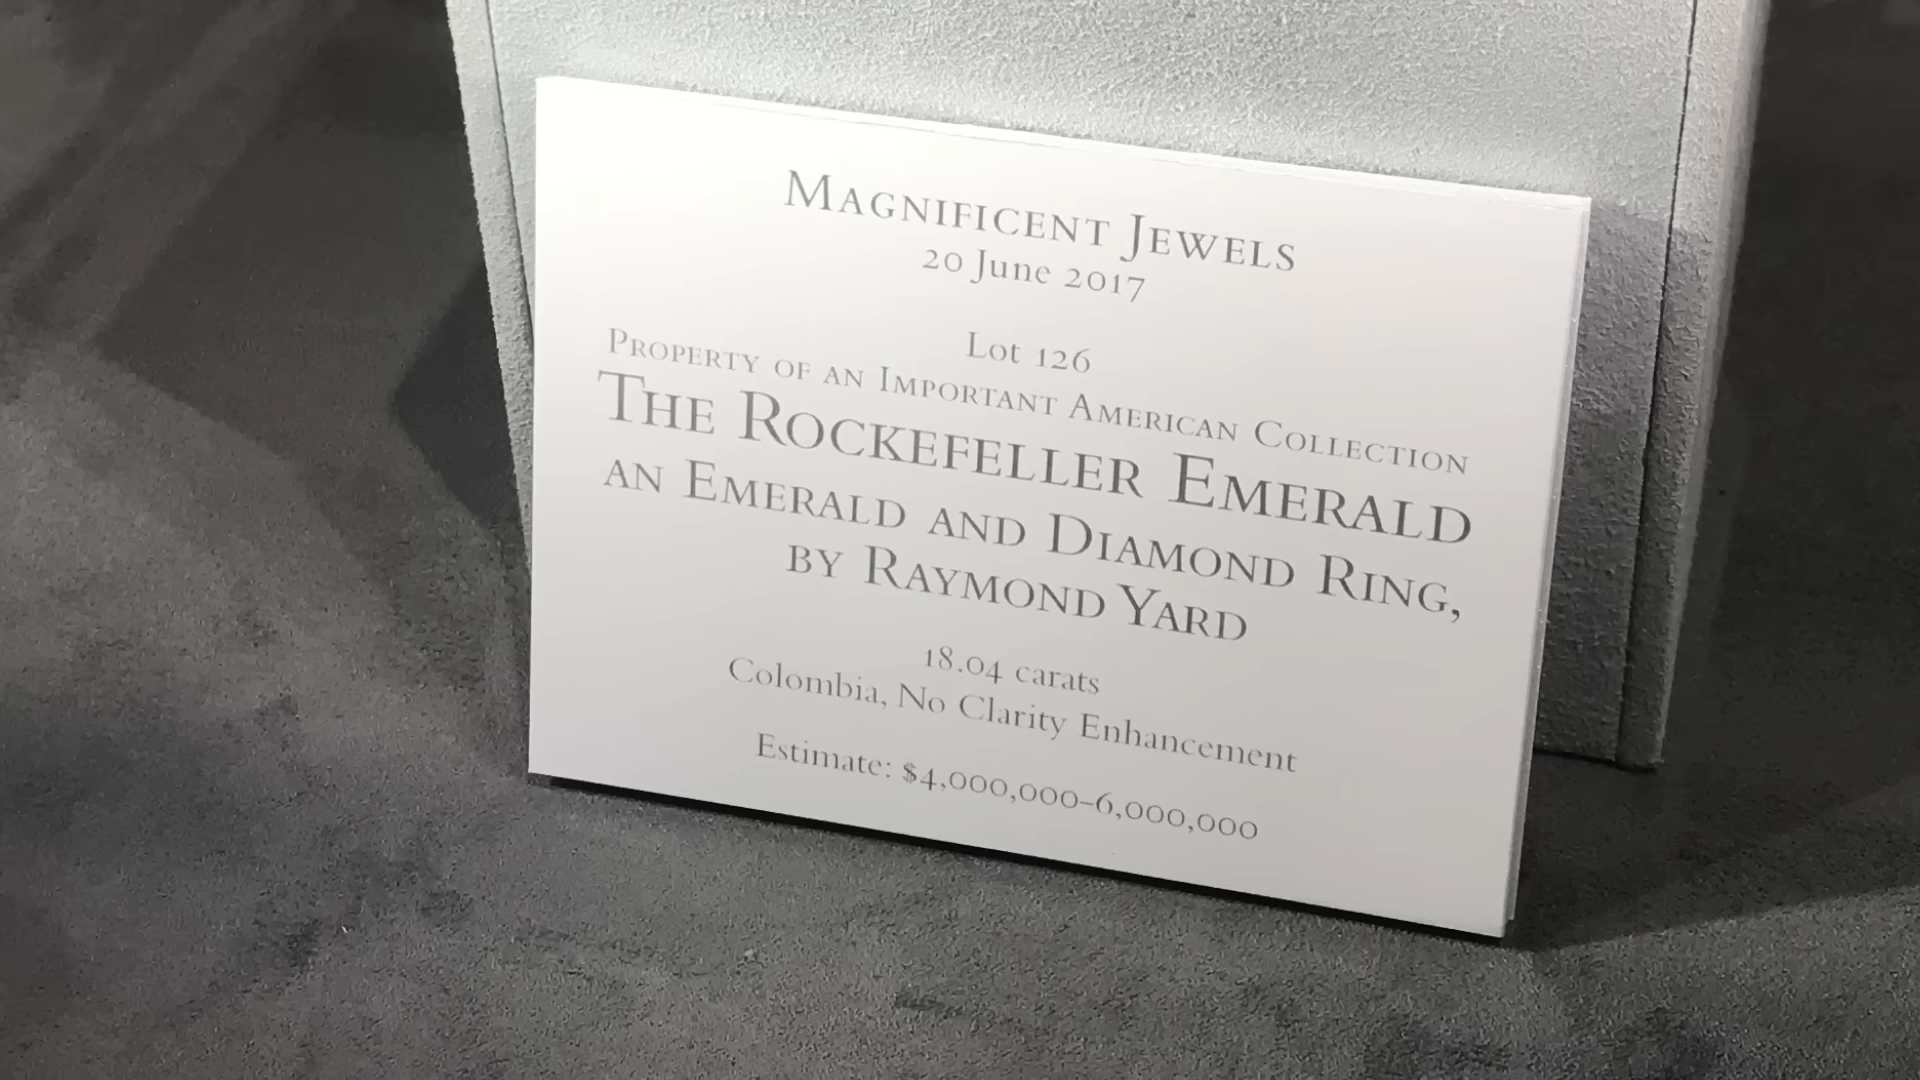 Magnificent Jewels
20 June 2017
Lot 126
Property of an Important American Collection
The Rockefeller Emerald
an Emerald and Diamond Ring,
by Raymond Yard
18.04 carats
Colombia, No Clarity Enhancement
Estimate: $4,000,000–6,000,000